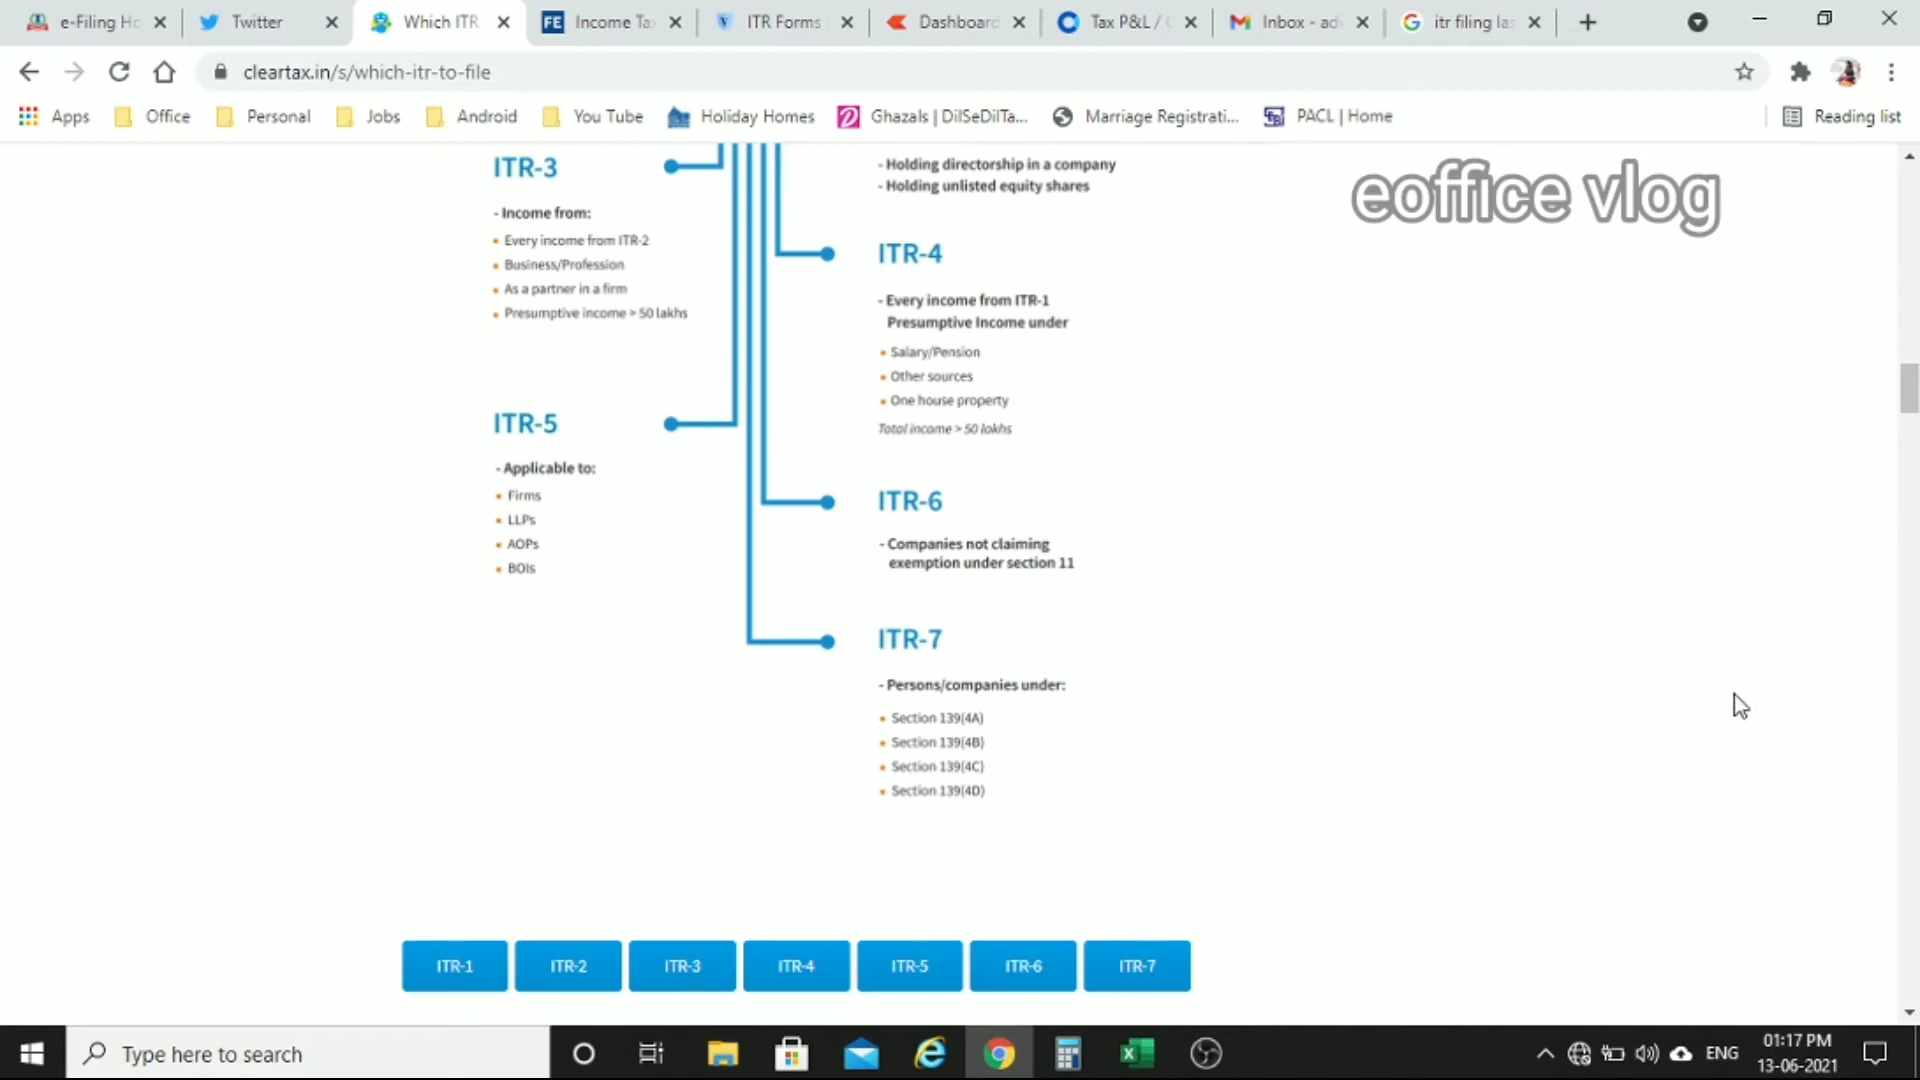 e-Filing Ho
Twitter
Which ITR
Income Tax
ITR Forms
Dashboard
Tax P&L /
Inbox - adv
itr filing las
cleartax.in/s/which-itr-to-file
Apps
Office
Personal
Jobs
Android
You Tube
Holiday Homes
Ghazals | DilSeDilTa...
Marriage Registrati...
PACL | Home
Reading list
eoffice vlog
ITR-3
- Income from:
• Every income from ITR-2
• Business/Profession
• As a partner in a firm
• Presumptive income > 50 lakhs
- Holding directorship in a company
- Holding unlisted equity shares
ITR-4
- Every income from ITR-1
Presumptive Income under
• Salary/Pension
• Other sources
• One house property
Total income > 50 lakhs
ITR-5
- Applicable to:
• Firms
• LLPs
• AOPs
• BOIs
ITR-6
- Companies not claiming
exemption under section 11
ITR-7
- Persons/companies under:
• Section 139(4A)
• Section 139(4B)
• Section 139(4C)
• Section 139(4D)
ITR-1
ITR-2
ITR-3
ITR-4
ITR-5
ITR-6
ITR-7
Type here to search
ENG
01:17 PM
13-06-2021